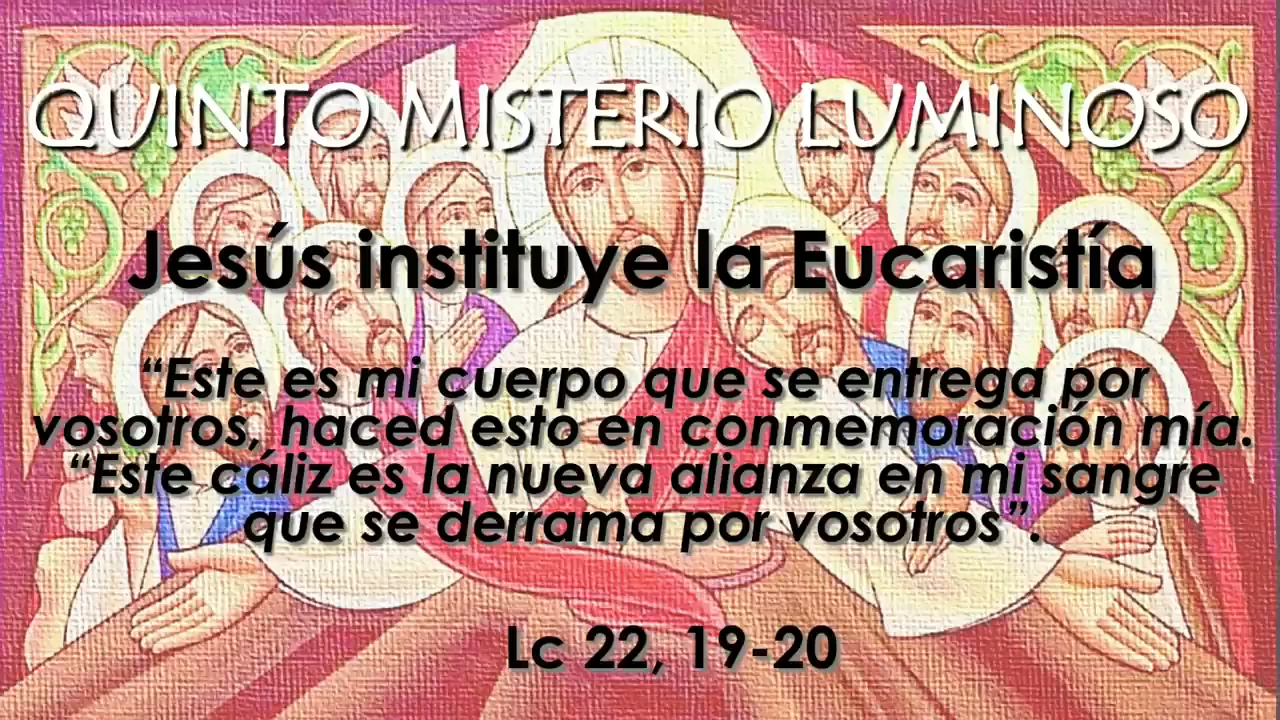 QUINTO MISTERIO LUMINOSO
Jesús instituye la Eucaristía
“Este es mi cuerpo que se entrega por
vosotros, haced esto en conmemoración mía.
“Este cáliz es la nueva alianza en mi sangre
que se derrama por vosotros”.
Lc 22, 19-20